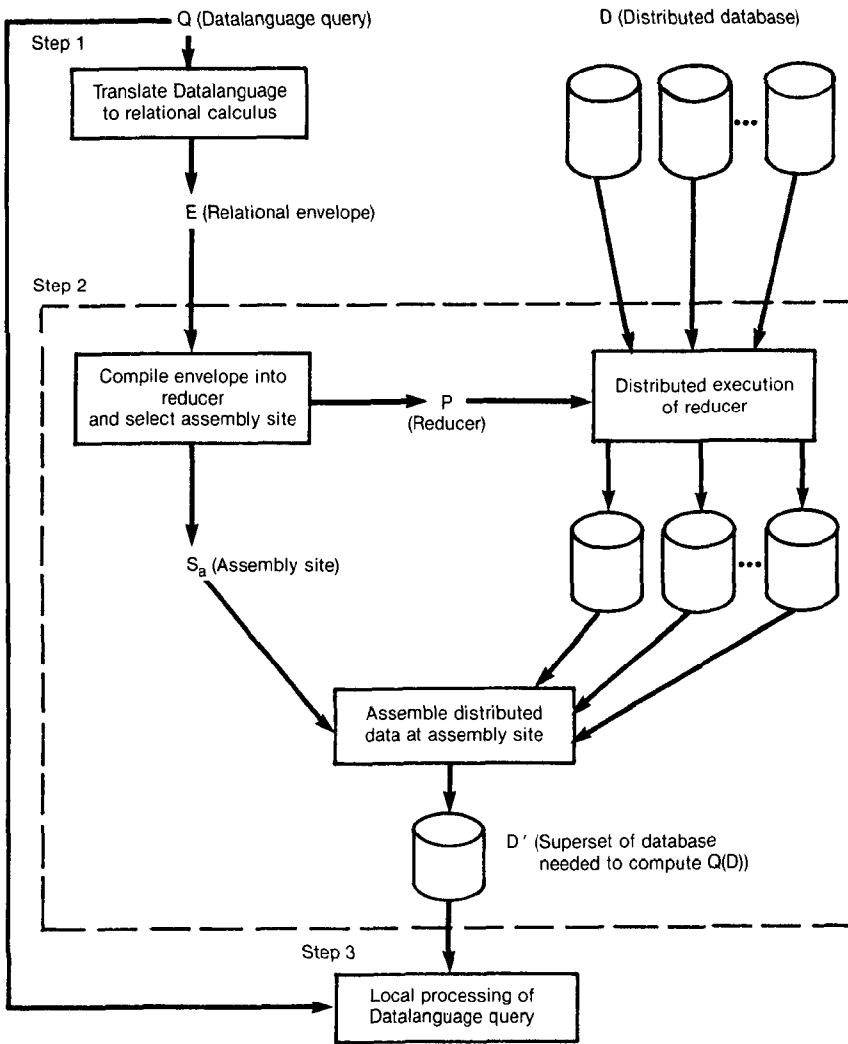 Q (Datalanguage query)
D (Distributed database)
Step 1
Translate Datalanguage
to relational calculus
E (Relational envelope)
Step 2
Compile envelope into
reducer
and select assembly site
P
(Reducer)
Distributed execution
of reducer
Sa (Assembly site)
Assemble distributed
data at assembly site
D' (Superset of database
needed to compute Q(D))
Step 3
Local processing of
Datalanguage query